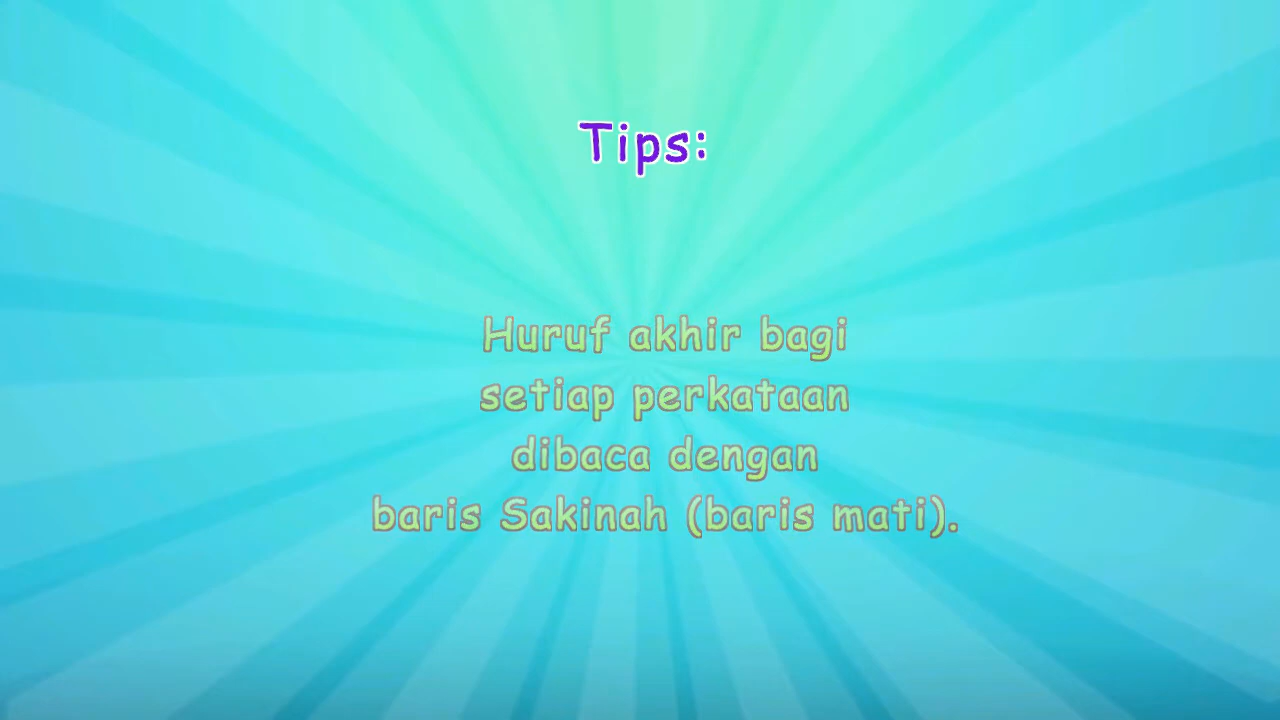 Tips:
Huruf akhir bagi
setiap perkataan
dibaca dengan
baris Sakinah (baris mati).